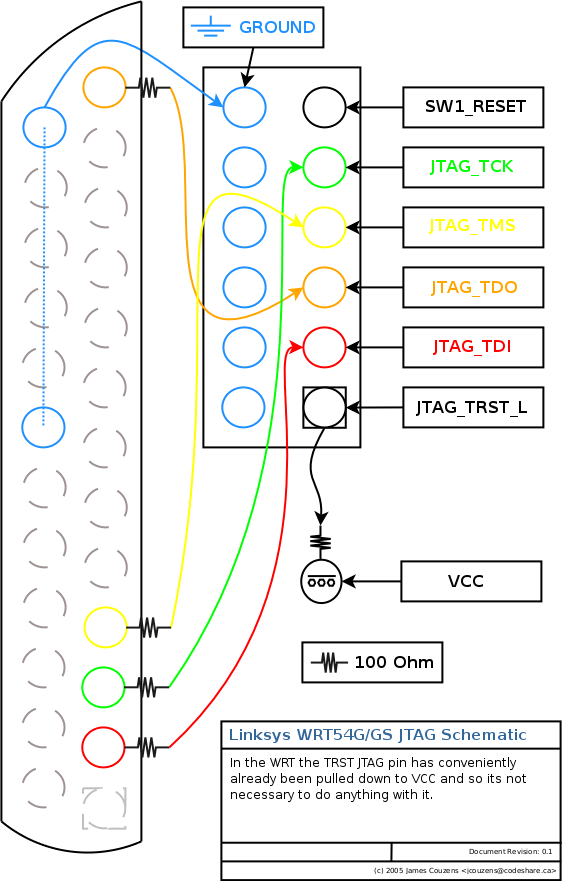 GROUND
SW1_RESET
JTAG_TCK
JTAG_TMS
JTAG_TDO
JTAG_TDI
JTAG_TRST_L
VCC
100 Ohm
Linksys WRT54G/GS JTAG Schematic
In the WRT the TRST JTAG pin has conveniently
already been pulled down to VCC and so its not
necessary to do anything with it.
Document Revision: 0.1
(c) 2005 James Couzens <jcouzens@codeshare.ca>